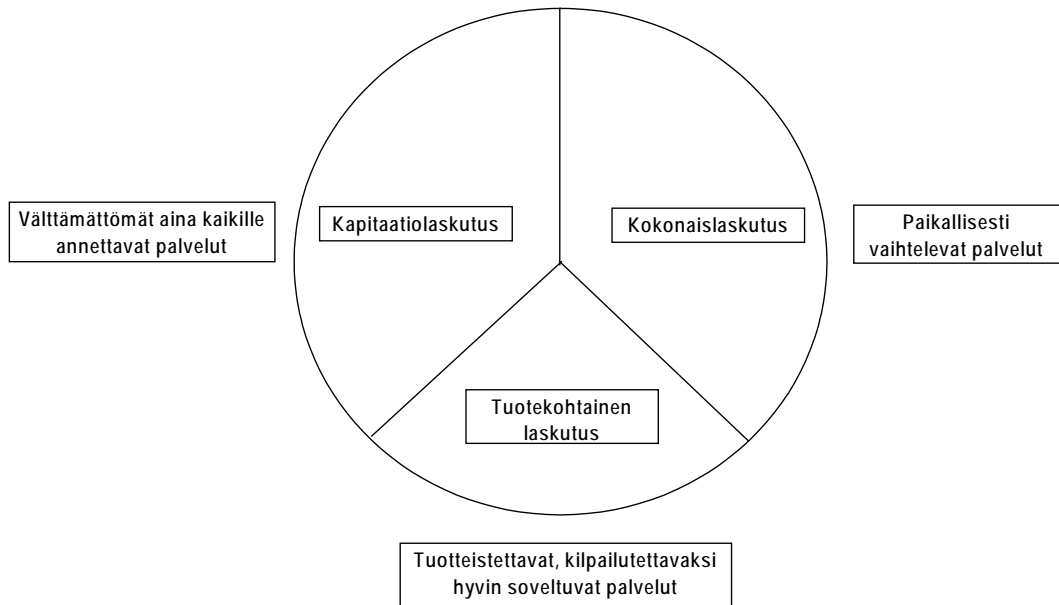 Välttämättömät aina kaikille
annettavat palvelut
Kapitaatiolaskutus
Kokonaislaskutus
Paikallisesti
vaihtelevat palvelut
Tuotekohtainen
laskutus
Tuotteistettavat, kilpailutettavaksi
hyvin soveltuvat palvelut